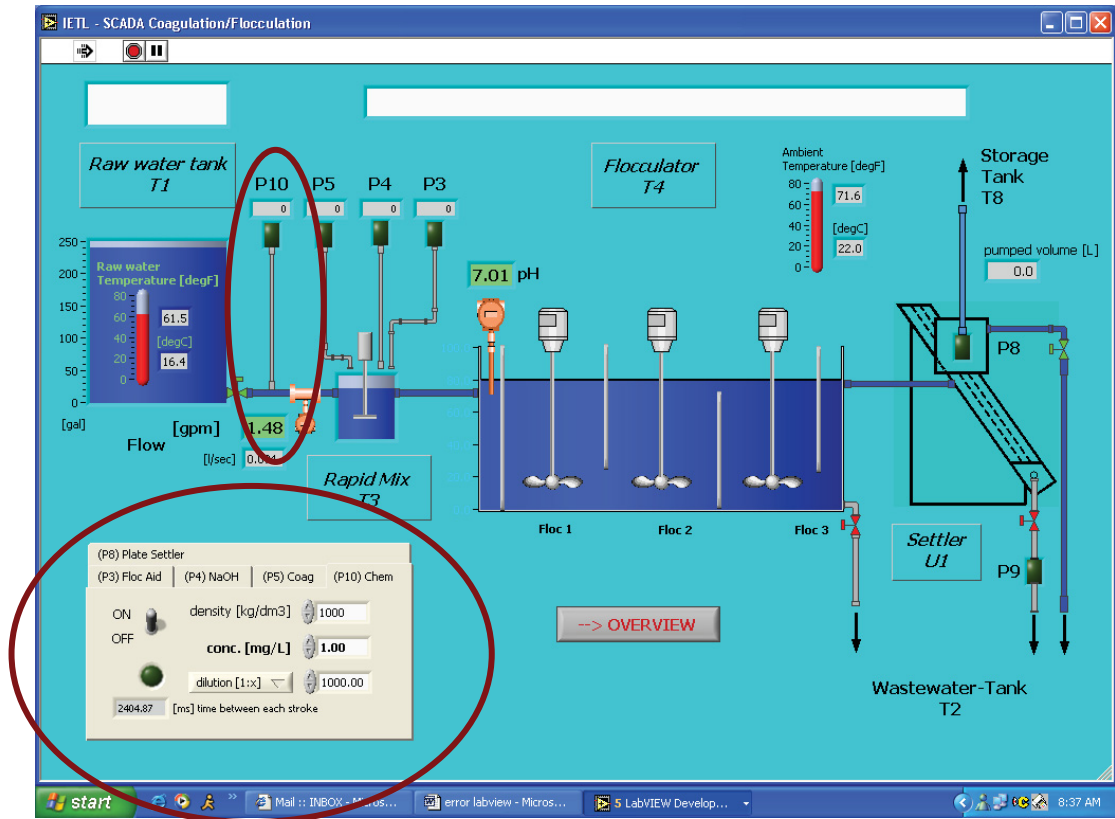 IETL - SCADA Coagulation/Flocculation
Raw water tank
T1
P10
P5
P4
P3
0
0
0
0
Flocculator
T4
Ambient
Temperature [degF]
80
60
40
20
0
71.6
[degC]
22.0
Storage
Tank
T8
pumped volume [L]
0.0
250
200
150
100
50
0
[gal]
Raw water
Temperature [degF]
80
60
40
20
0
61.5
[degC]
16.4
7.01 pH
P8
Flow
[gpm]
1.48
[l/sec]
Rapid Mix
T3
Floc 1
Floc 2
Floc 3
Settler
U1
P9
(P8) Plate Settler
(P3) Floc Aid
(P4) NaOH
(P5) Coag
(P10) Chem
ON
OFF
density [kg/dm3]
1000
conc. [mg/L]
1.00
dilution [1:x]
1000.00
2404.87
[ms] time between each stroke
--> OVERVIEW
Wastewater-Tank
T2
start
Mail :: INBOX - Micros...
error labview - Micros...
5 LabVIEW Develop...
8:37 AM